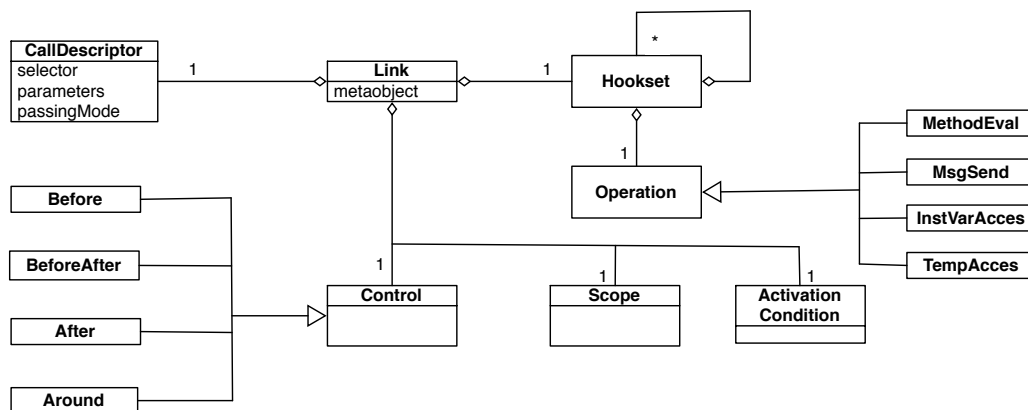 CallDescriptor
selector
parameters
passingMode
1
Link
metaobject
1
Hookset
*
1
Operation
MethodEval
MsgSend
InstVarAcces
TempAcces
Before
BeforeAfter
After
Around
1
Control
1
Scope
1
Activation
Condition